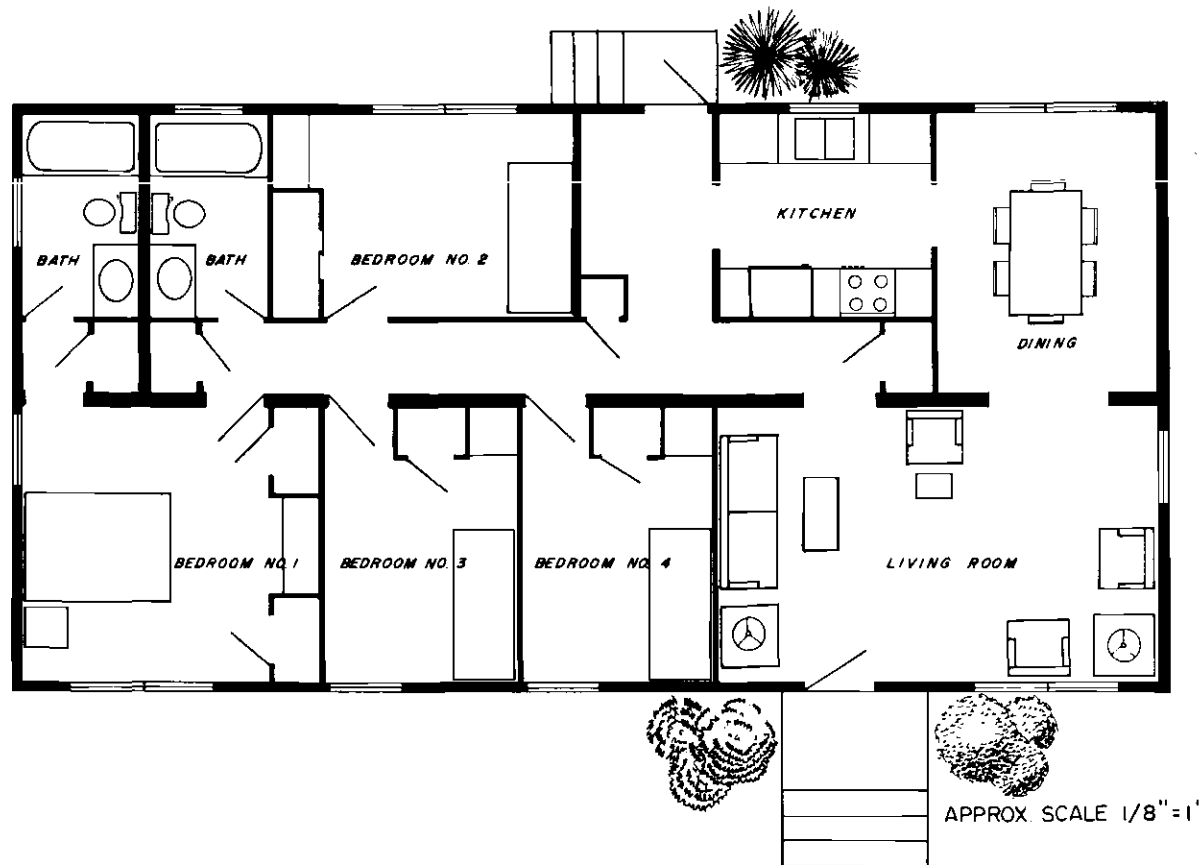 KITCHEN
BATH
BATH
BEDROOM NO. 2
DINING
BEDROOM NO. 1
BEDROOM NO. 3
BEDROOM NO. 4
LIVING ROOM
APPROX. SCALE 1/8"=1'